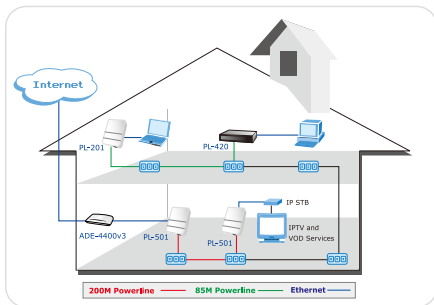 Internet
PL-201
PL-420
IP STB
ADE-4400v3
PL-501
PL-501
IPTV and
VOD Services
200M Powerline
85M Powerline
Ethernet